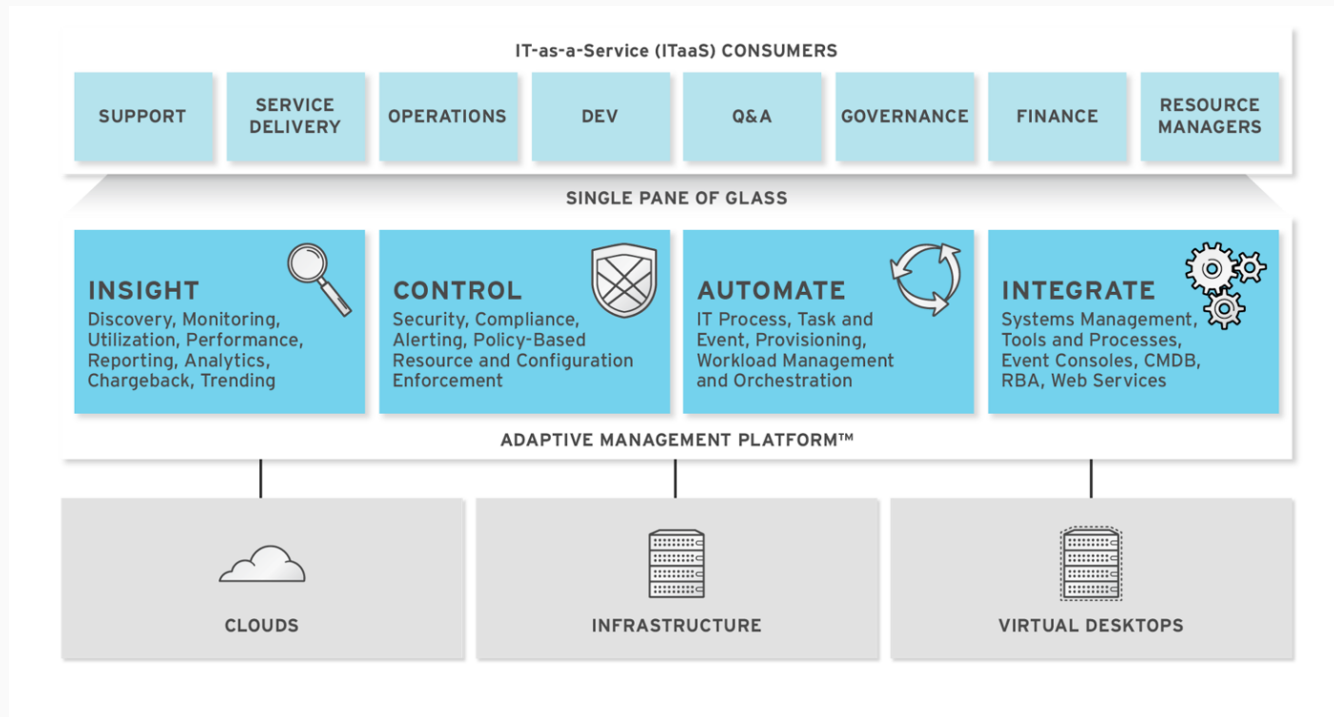 IT-as-a-Service (ITaaS) CONSUMERS
SUPPORT
SERVICE
DELIVERY
OPERATIONS
DEV
Q&A
GOVERNANCE
FINANCE
RESOURCE
MANAGERS
SINGLE PANE OF GLASS
INSIGHT
Discovery, Monitoring,
Utilization, Performance,
Reporting, Analytics,
Chargeback, Trending
CONTROL
Security, Compliance,
Alerting, Policy-Based
Resource and Configuration
Enforcement
AUTOMATE
IT Process, Task and
Event, Provisioning,
Workload Management
and Orchestration
INTEGRATE
Systems Management,
Tools and Processes,
Event Consoles, CMDB,
RBA, Web Services
ADAPTIVE MANAGEMENT PLATFORM™
CLOUDS
INFRASTRUCTURE
VIRTUAL DESKTOPS